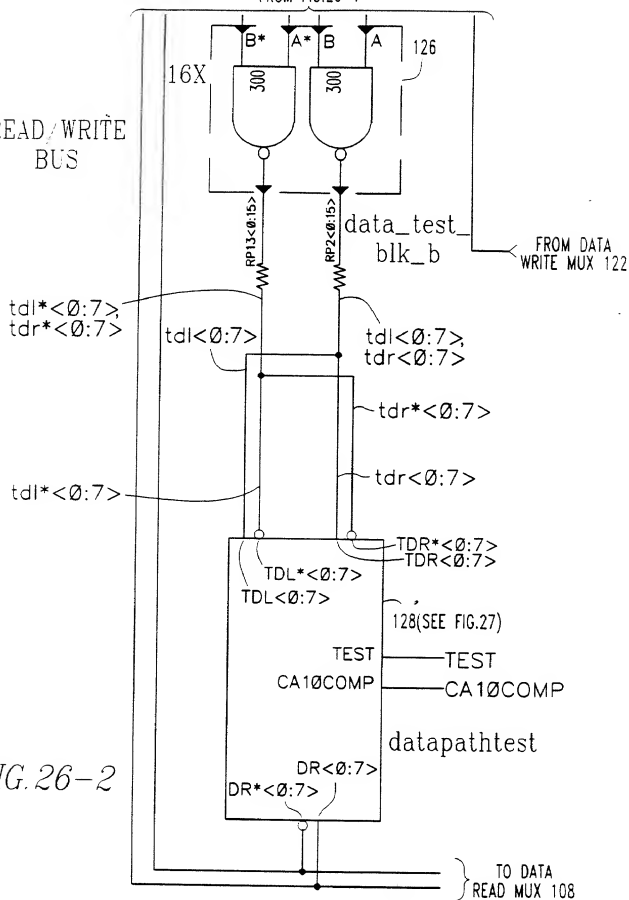 B* A* B A
126
16X
300 300
READ/WRITE
BUS
RP13<0:15>
RP2<0:15>
data_test_
blk_b
FROM DATA
WRITE MUX 122
tdl*<0:7>,
tdr*<0:7>
tdl<0:7>
tdl<0:7>,
tdr<0:7>
tdr*<0:7>
tdr<0:7>
tdl*<0:7>
TDR*<0:7>
TDR<0:7>
TDL*<0:7>
TDL<0:7>
128(SEE FIG.27)
TEST TEST
CA10COMP CA10COMP
datapathtest
26-2
DR<0:7>
DR*<0:7>
TO DATA
READ MUX 108